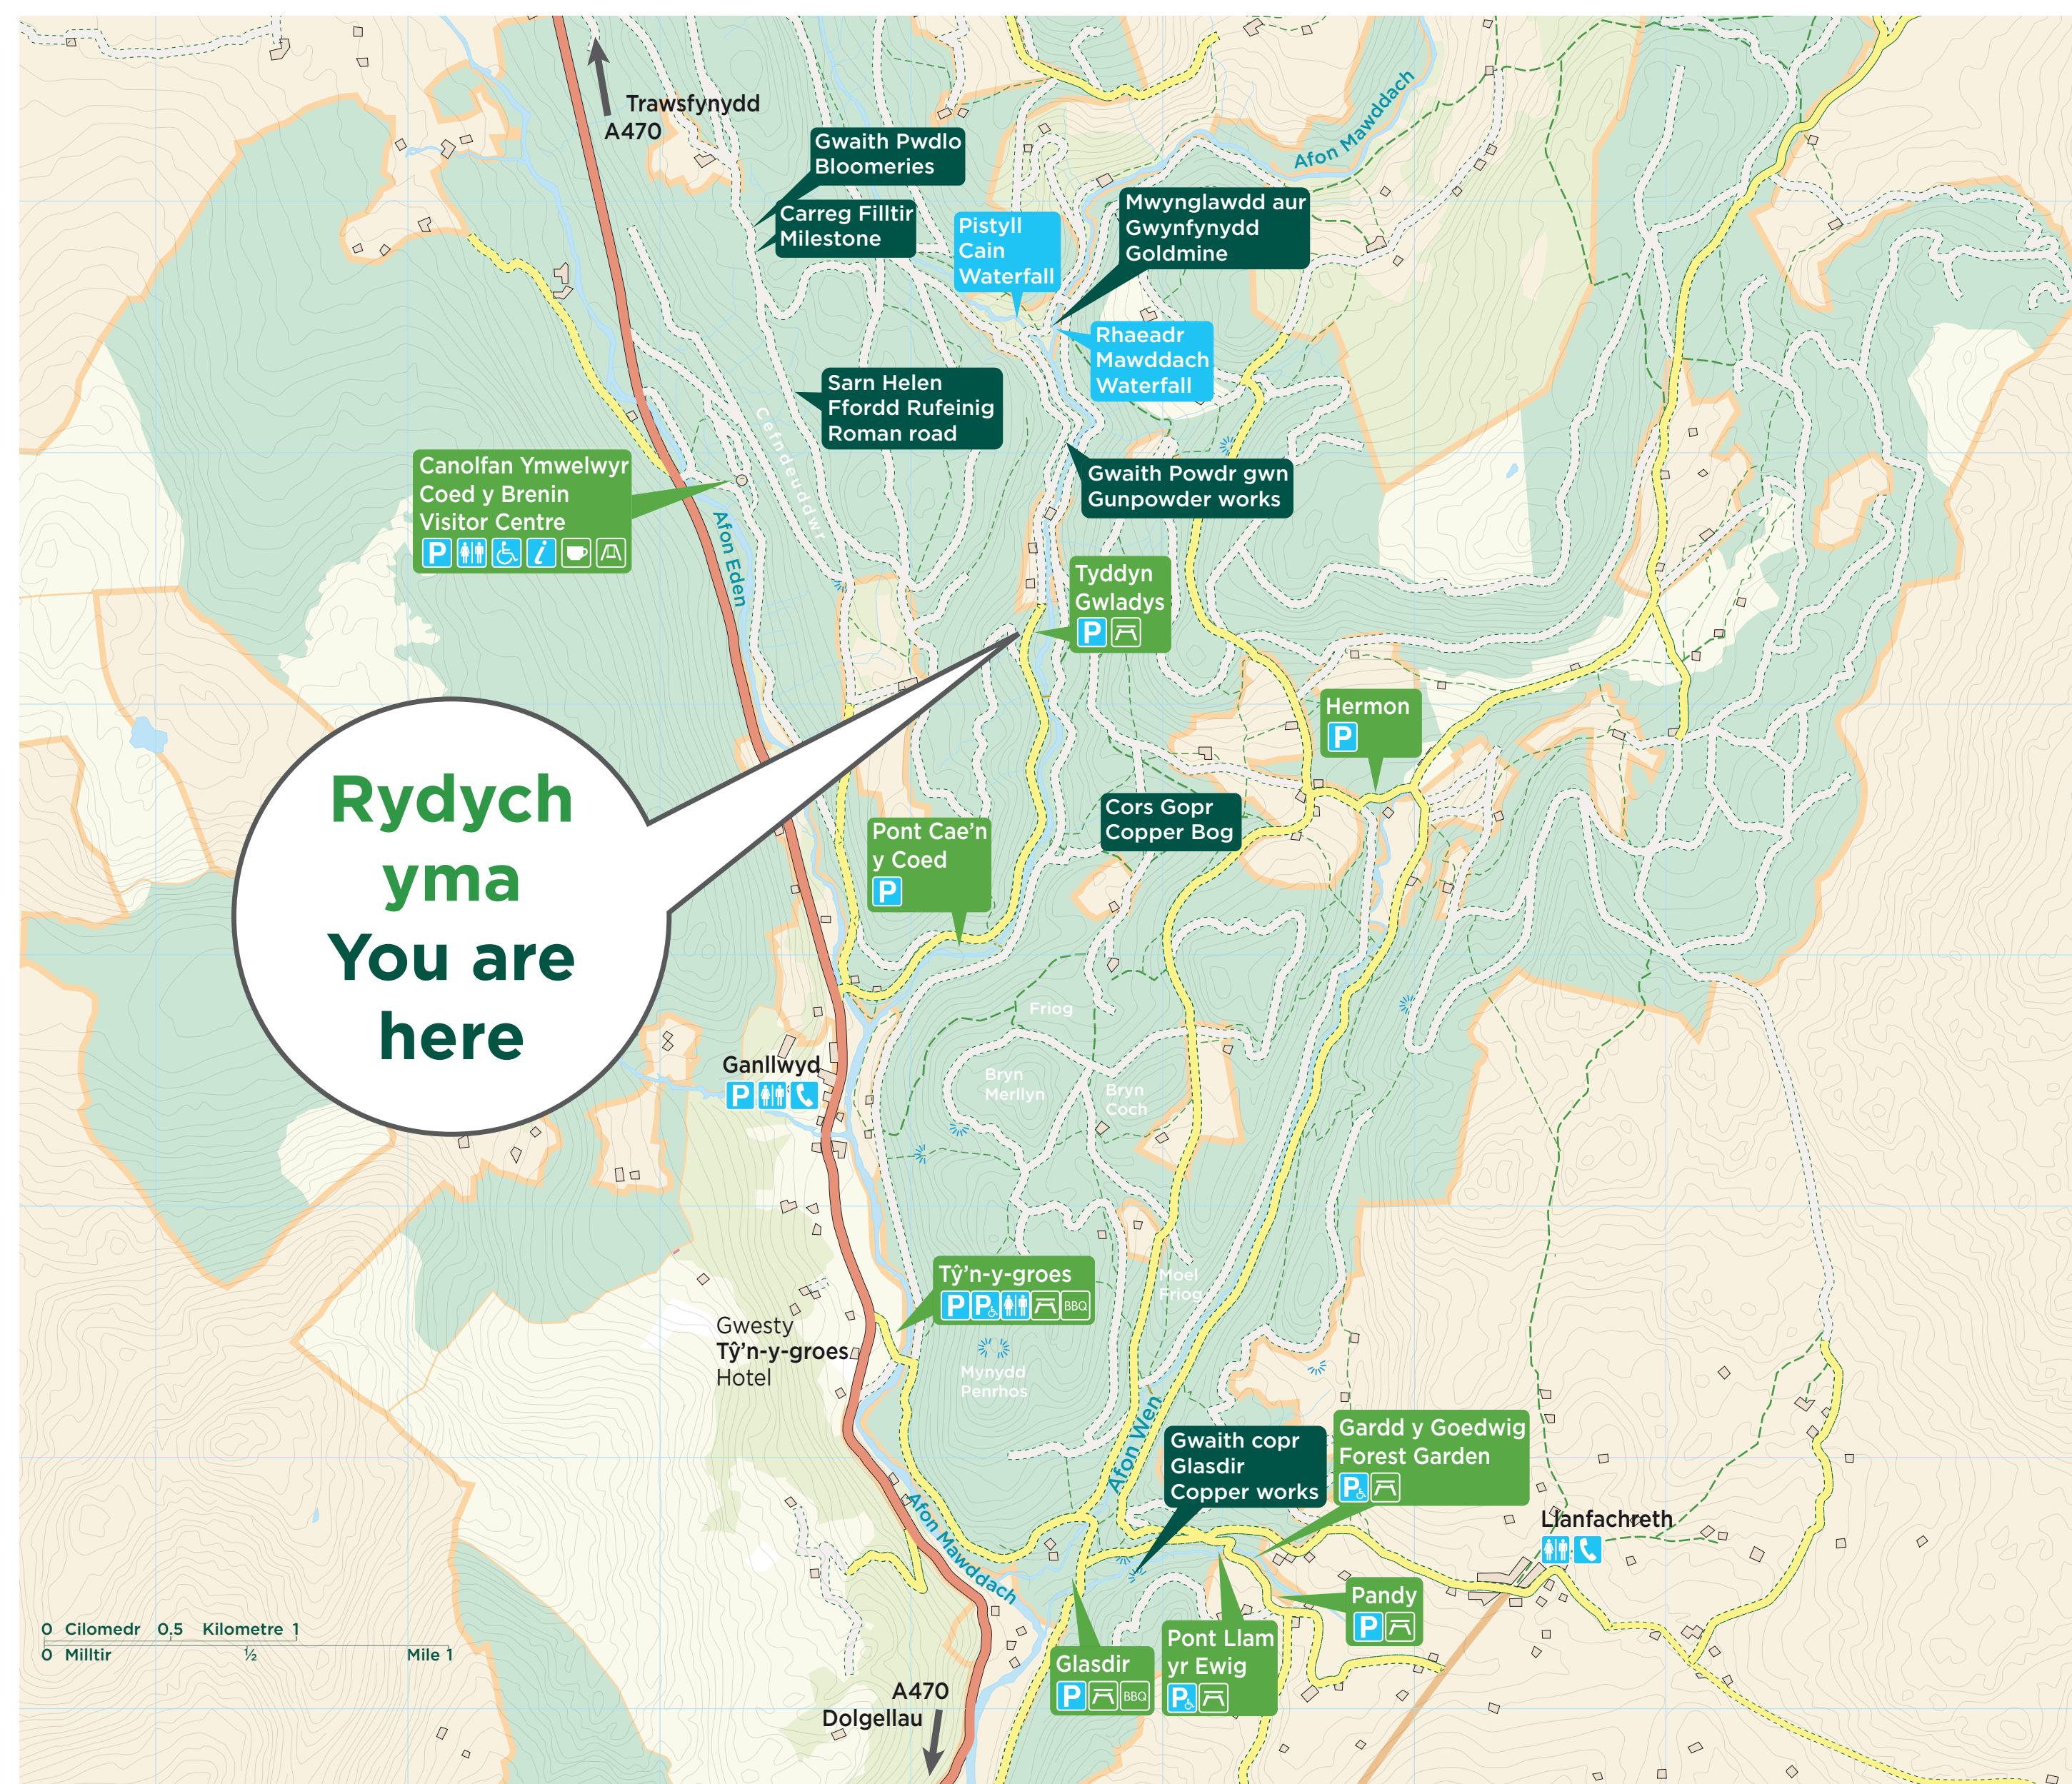 Trawsfynydd
A470
Gwaith Pwdlo
Bloomeries
Carreg Filltir
Milestone
Pistyll
Cain
Waterfall
Mwynglawdd aur
Gwynfynydd
Goldmine
Afon Mawddach
Rhaeadr
Mawddach
Waterfall
Sarn Helen
Ffordd Rufeinig
Roman road
Cefndeuddwr
Canolfan Ymwelwyr
Coed y Brenin
Visitor Centre
P
i
Gwaith Powdr gwn
Gunpowder works
Afon Eden
Tyddyn
Gwladys
P
Hermon
P
Rydych
yma
You are
here
Cors Gopr
Copper Bog
Pont Cae'n
y Coed
P
Friog
Ganllwyd
P
Bryn
Merllyn
Bryn
Coch
Tŷ'n-y-groes
P P BBQ
Moel
Friog
Gwesty
Tŷ'n-y-groes
Hotel
Mynydd
Penrhos
Afon Wen
Gwaith copr
Glasdir
Copper works
Gardd y Goedwig
Forest Garden
P
Afon Mawddach
Llanfachreth
Pandy
P
Pont Llam
yr Ewig
P
Glasdir
P BBQ
0 Cilomedr 0.5 Kilometre 1
0 Milltir ½ Mile 1
A470
Dolgellau